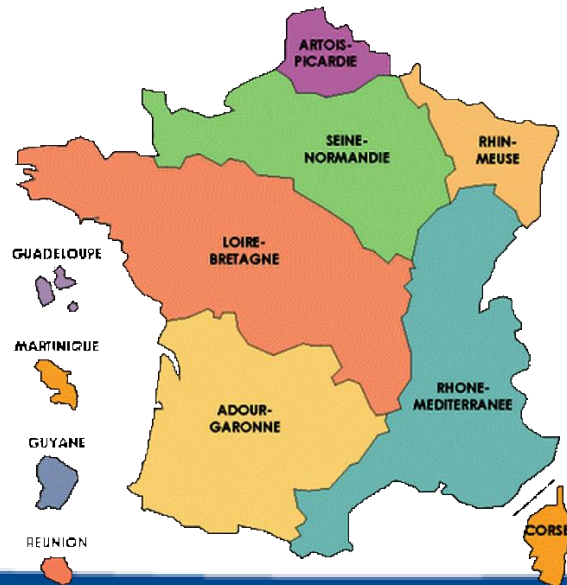 ARTOIS-
PICARDIE
SEINE-
NORMANDIE
RHIN-
MEUSE
LOIRE-
BRETAGNE
GUADELOUPE
MARTINIQUE
RHONE-
MEDITERRANEE
ADOUR-
GARONNE
GUYANE
CORSE
REUNION